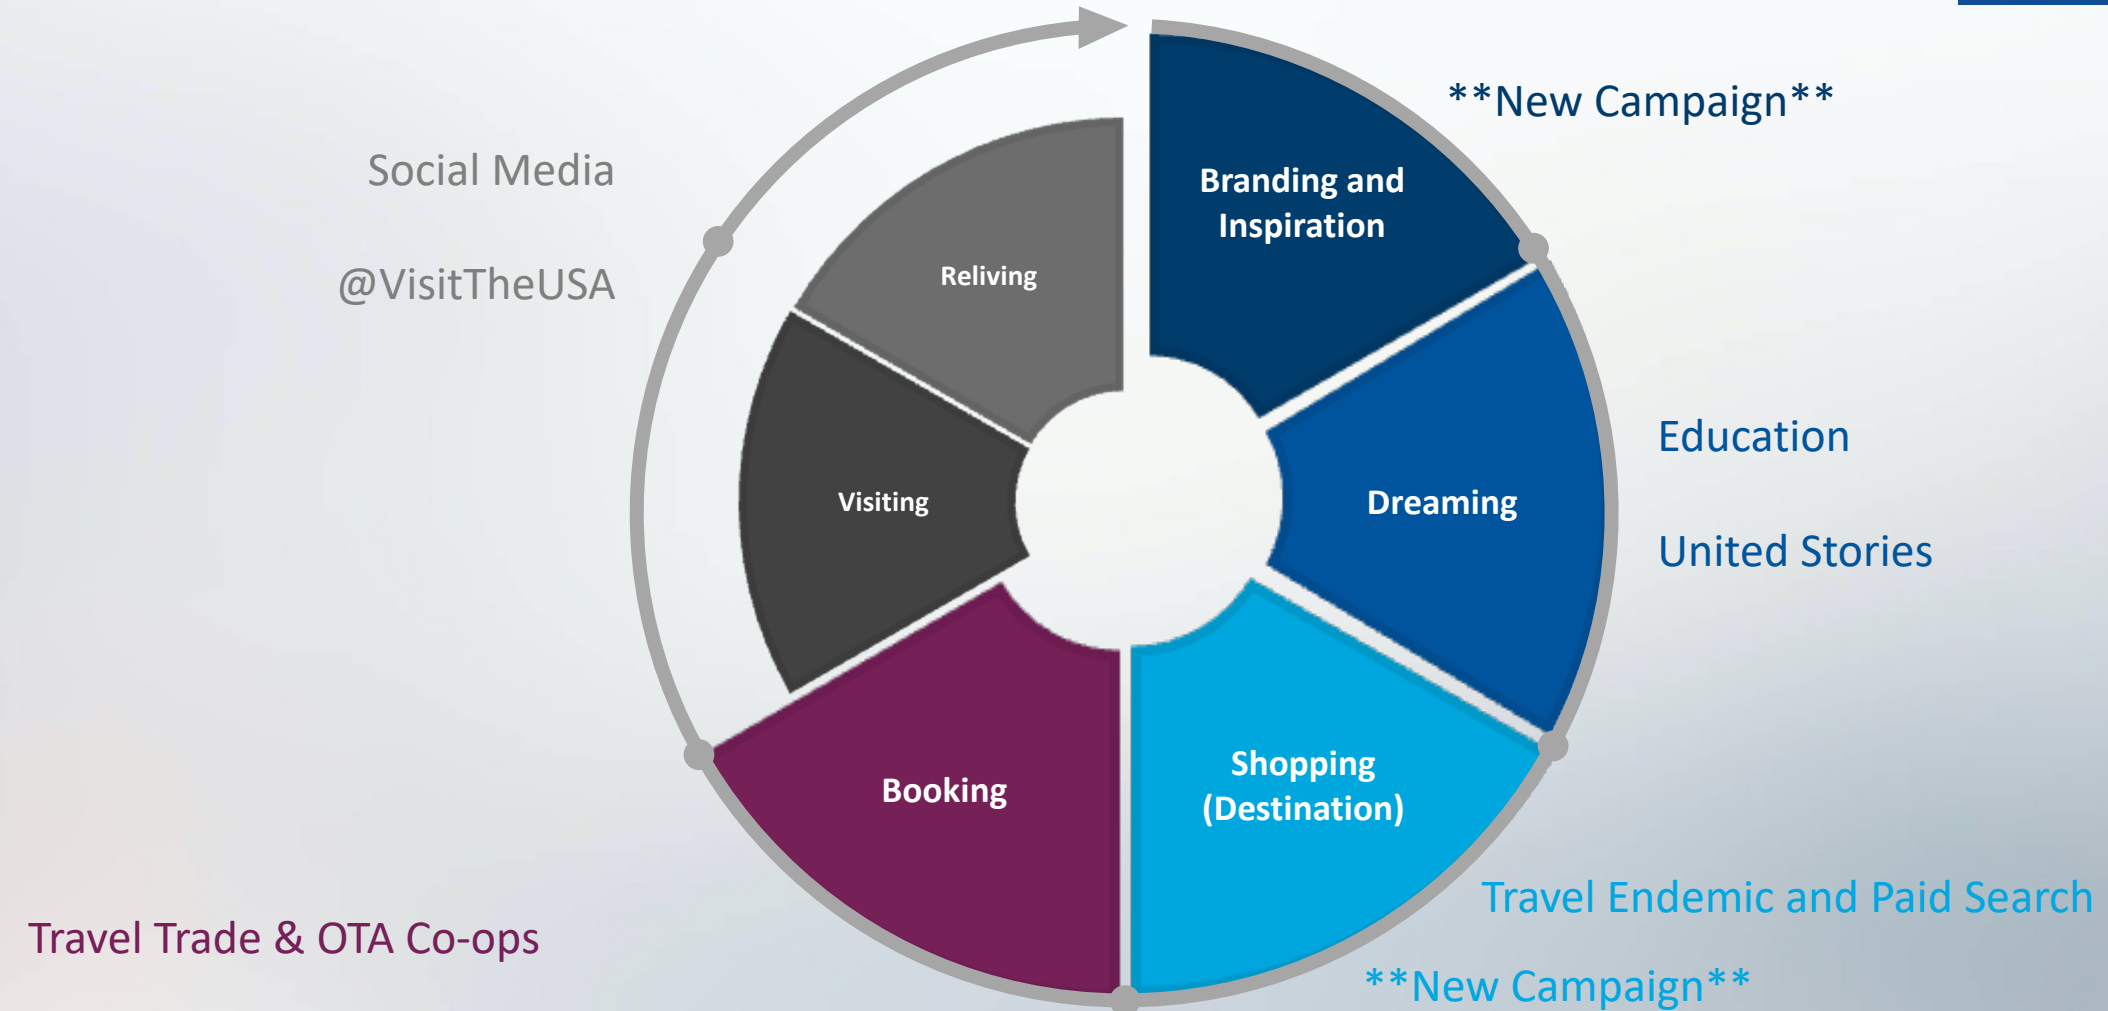 **New Campaign**
Branding and
Inspiration
Social Media
@VisitTheUSA
Reliving
Education
United Stories
Dreaming
Visiting
Shopping
(Destination)
Booking
Travel Endemic and Paid Search
**New Campaign**
Travel Trade & OTA Co-ops